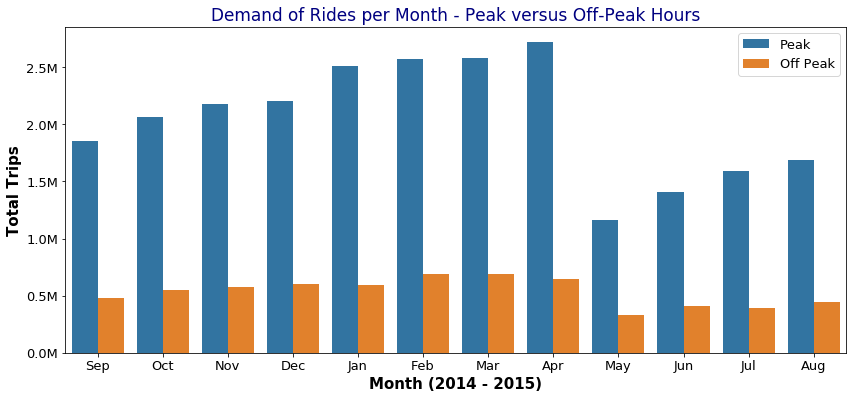 Demand of Rides per Month - Peak versus Off-Peak Hours
Peak
Off Peak
Total Trips
2.5M
2.0M
1.5M
1.0M
0.5M
0.0M
Sep Oct Nov Dec Jan Feb Mar Apr May Jun Jul Aug
Month (2014 - 2015)